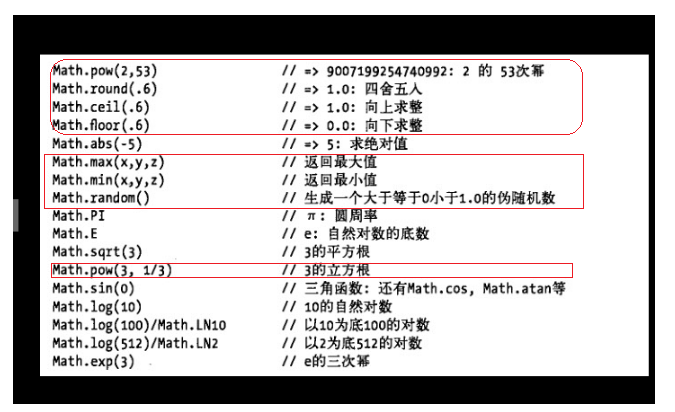 Math.pow(2,53) // => 9007199254740992: 2 的 53次幂
Math.round(.6) // => 1.0: 四舍五入
Math.ceil(.6) // => 1.0: 向上求整
Math.floor(.6) // => 0.0: 向下求整
Math.abs(-5) // => 5: 求绝对值
Math.max(x,y,z) // 返回最大值
Math.min(x,y,z) // 返回最小值
Math.random() // 生成一个大于等于0小于1.0的伪随机数
Math.PI // π: 圆周率
Math.E // e: 自然对数的底数
Math.sqrt(3) // 3的平方根
Math.pow(3, 1/3) // 3的立方根
Math.sin(0) // 三角函数: 还有Math.cos, Math.atan等
Math.log(10) // 10的自然对数
Math.log(100)/Math.LN10 // 以10为底100的对数
Math.log(512)/Math.LN2 // 以2为底512的对数
Math.exp(3) // e的三次幂